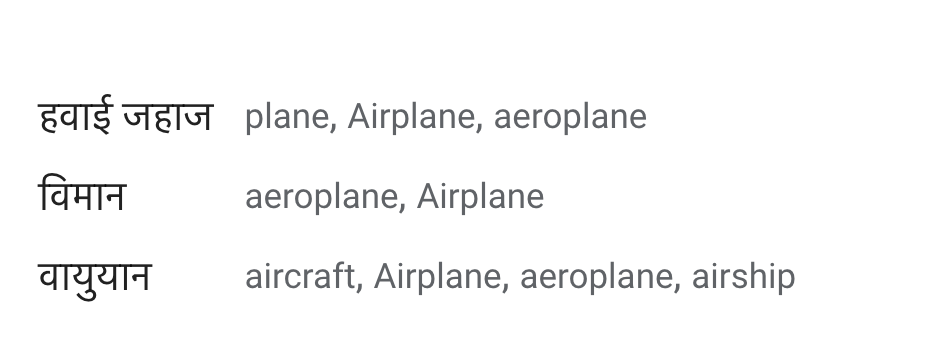 हवाई जहाज plane, Airplane, aeroplane
विमान aeroplane, Airplane
वायुयान aircraft, Airplane, aeroplane, airship